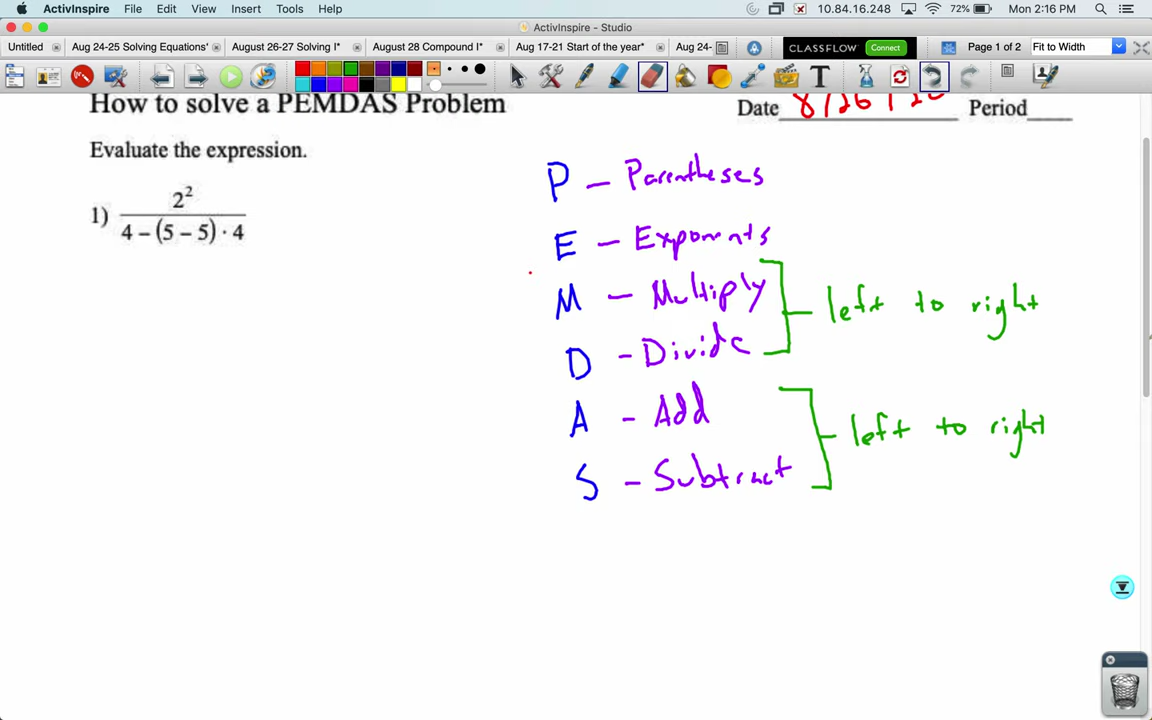 ActivInspire File Edit View Insert Tools Help 10.84.16.248 72% Mon 2:16 PM
ActivInspire - Studio
Untitled Aug 24-25 Solving Equations* August 26-27 Solving I* August 28 Compound I* Aug 17-21 Start of the year* Aug 24- CLASSFLOW Connect Page 1 of 2 Fit to Width
How to solve a PEMDAS Problem
Date 8/26/20 Period
Evaluate the expression.
1) 2²
4 – (5 – 5) · 4
P – Parentheses
E – Exponents
M – Multiply
D – Divide
left to right
A – Add
S – Subtract
left to right